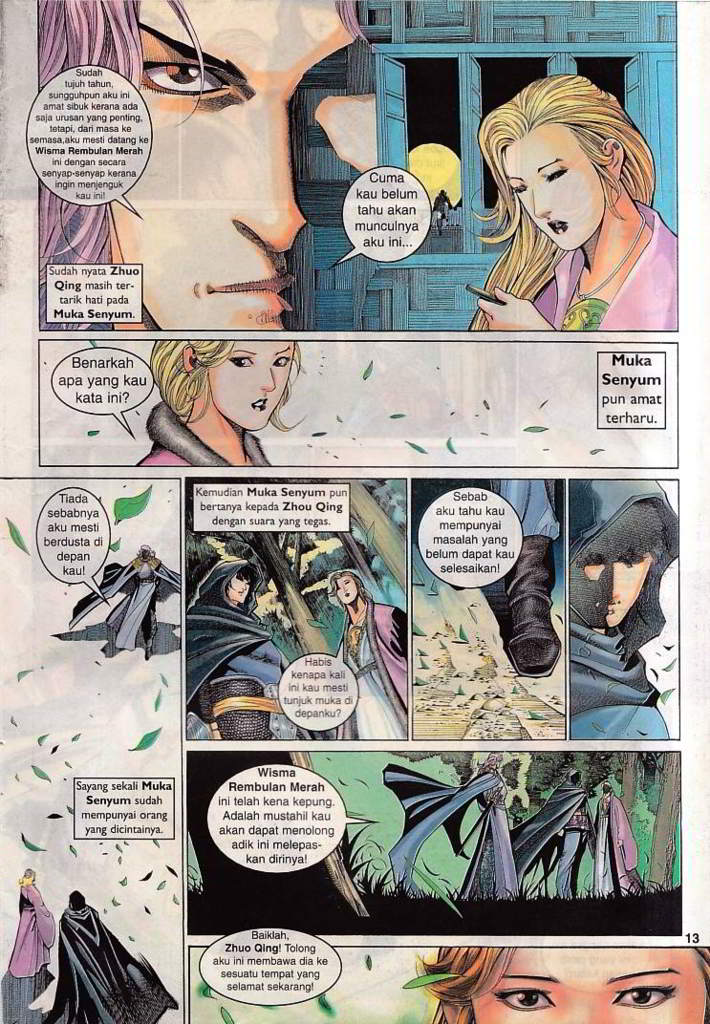 Sudah
tujuh tahun,
sungguhpun aku ini
amat sibuk kerana ada
saja urusan yang penting,
tetapi, dari masa ke
semasa,aku mesti datang ke
Wisma Rembulan Merah
ini dengan secara
senyap-senyap kerana
ingin menjenguk
kau ini!
Cuma
kau belum
tahu akan
munculnya
aku ini...
Sudah nyata Zhuo
Qing masih ter-
tarik hati pada
Muka Senyum.
Benarkah
apa yang kau
kata ini?
Muka
Senyum
pun amat
terharu.
Tiada
sebabnya
aku mesti
berdusta di
depan
kau!
Kemudian Muka Senyum pun
bertanya kepada Zhou Qing
dengan suara yang tegas.
Habis
kenapa kali
ini kau mesti
tunjuk muka di
depanku?
Sebab
aku tahu kau
mempunyai
masalah yang
belum dapat kau
selesaikan!
Sayang sekali Muka
Senyum sudah
mempunyai orang
yang dicintainya.
Wisma
Rembulan Merah
ini telah kena kepung.
Adalah mustahil kau
akan dapat menolong
adik ini melepas-
kan dirinya!
13
Baiklah,
Zhuo Qing! Tolong
aku ini membawa dia ke
sesuatu tempat yang
selamat sekarang!